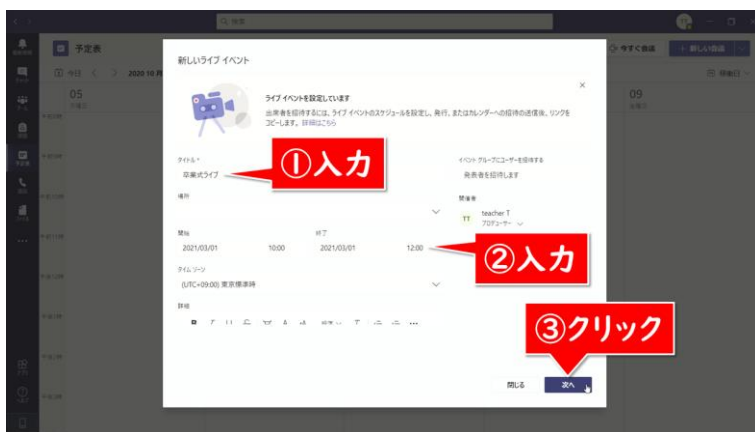 検索
予定表
今すぐ会議
+ 新しい会議
今日
2020 10月
稼働日
05
09
新しいライブ イベント
ライブ イベントを設定しています
出席者を招待するには、ライブ イベントのスケジュールを設定し、発行、またはカレンダーへの招待の送信後、リンクを
コピーします。詳細はこちら
タイトル *
卒業式ライブ
①入力
イベント グループにユーザーを招待する
発表者を招待します
場所
開催者
TT
teacher T
プロデューサー
開始
終了
2021/03/01
10:00
2021/03/01
12:00
②入力
タイム ゾーン
(UTC+09:00) 東京標準時
詳細
③クリック
閉じる
次へ